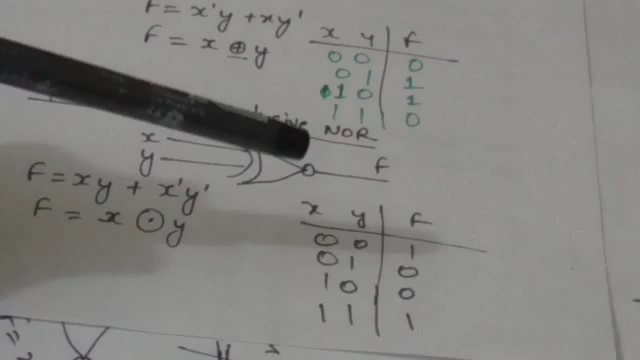 F = x'y + xy'
F = x ⊕ y
x y F
0 0 0
0 1 1
1 0 1
1 1 0
NOR
x
y
F
F = xy + x'y'
F = x ⊙ y
x y F
0 0 1
0 1 0
1 0 0
1 1 1